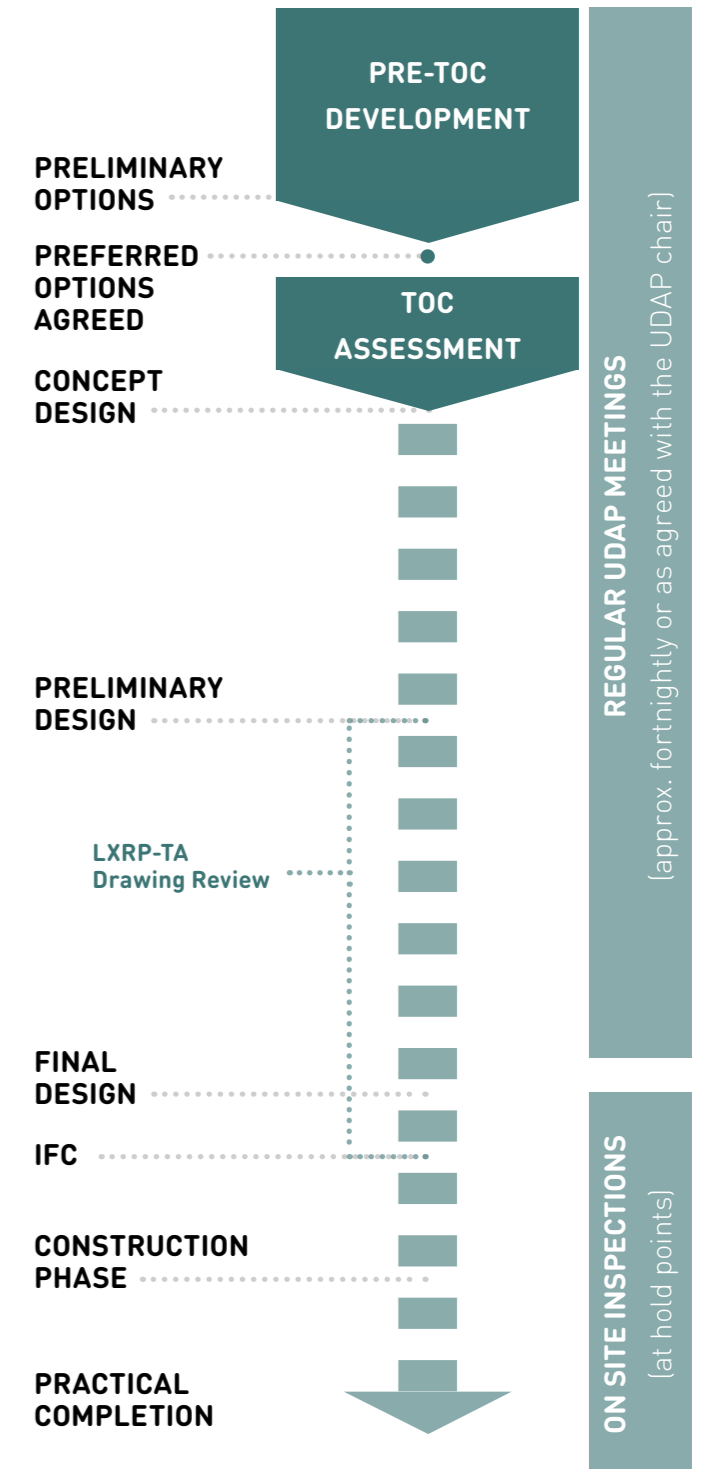 PRE-TOC
DEVELOPMENT
PRELIMINARY
OPTIONS
PREFERRED
OPTIONS
AGREED
TOC
ASSESSMENT
CONCEPT
DESIGN
PRELIMINARY
DESIGN
LXRP-TA
Drawing Review
FINAL
DESIGN
IFC
CONSTRUCTION
PHASE
PRACTICAL
COMPLETION
REGULAR UDAP MEETINGS
(approx. fortnightly or as agreed with the UDAP chair)
ON SITE INSPECTIONS
(at hold points)